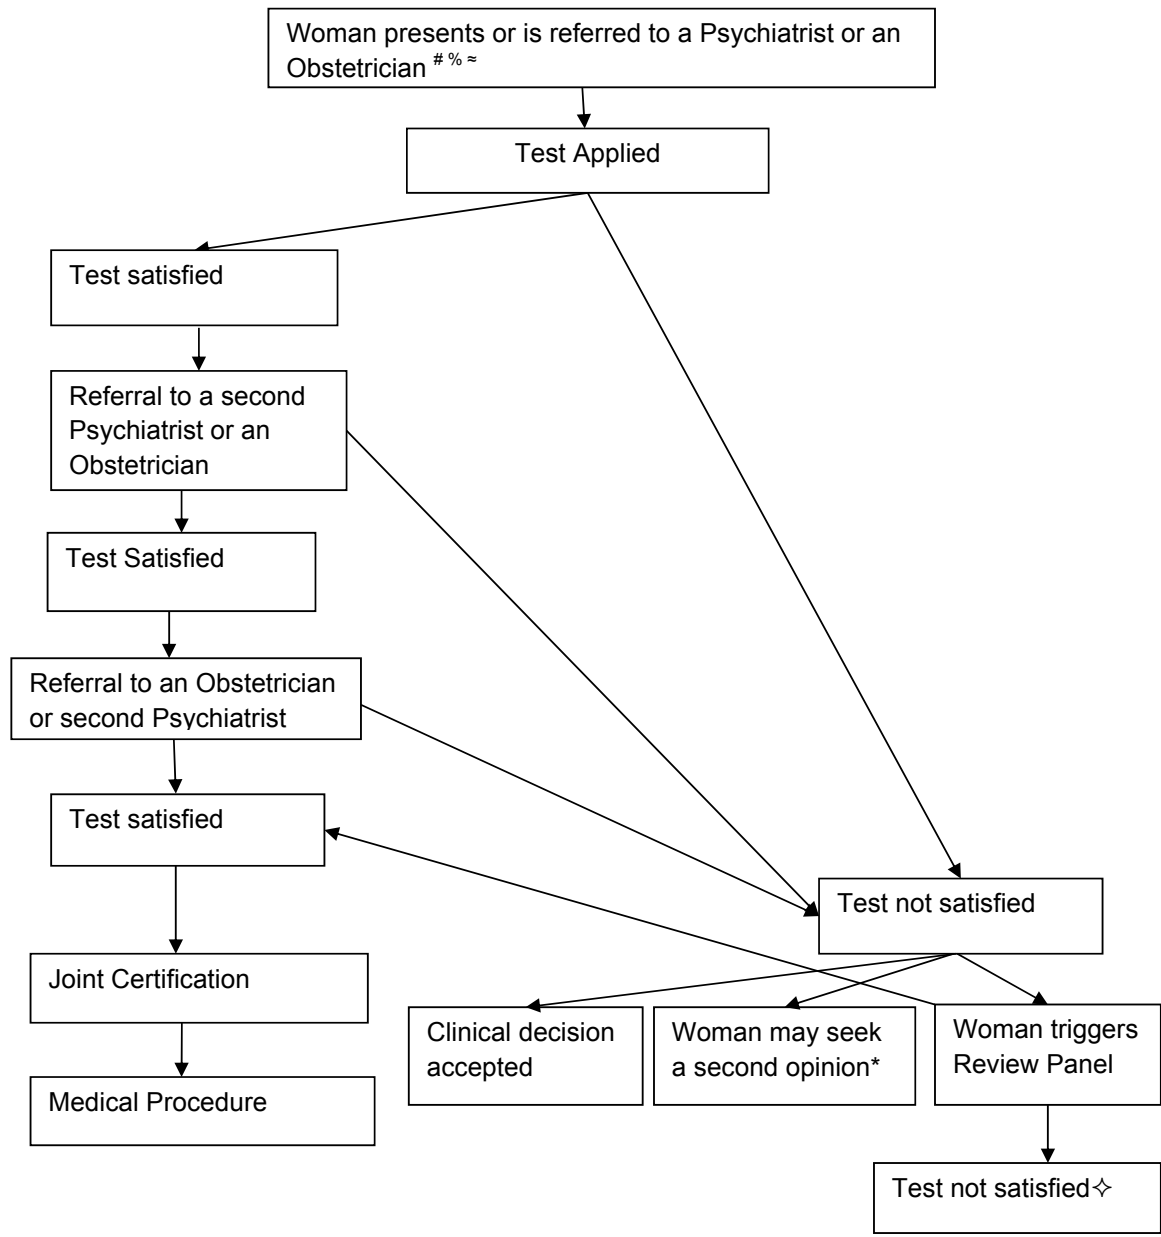 Woman presents or is referred to a Psychiatrist or an
Obstetrician # % ≈
Test Applied
Test satisfied
Referral to a second
Psychiatrist or an
Obstetrician
Test Satisfied
Referral to an Obstetrician
or second Psychiatrist
Test satisfied
Test not satisfied
Joint Certification
Clinical decision
accepted
Woman may seek
a second opinion*
Woman triggers
Review Panel
Medical Procedure
Test not satisfied✧